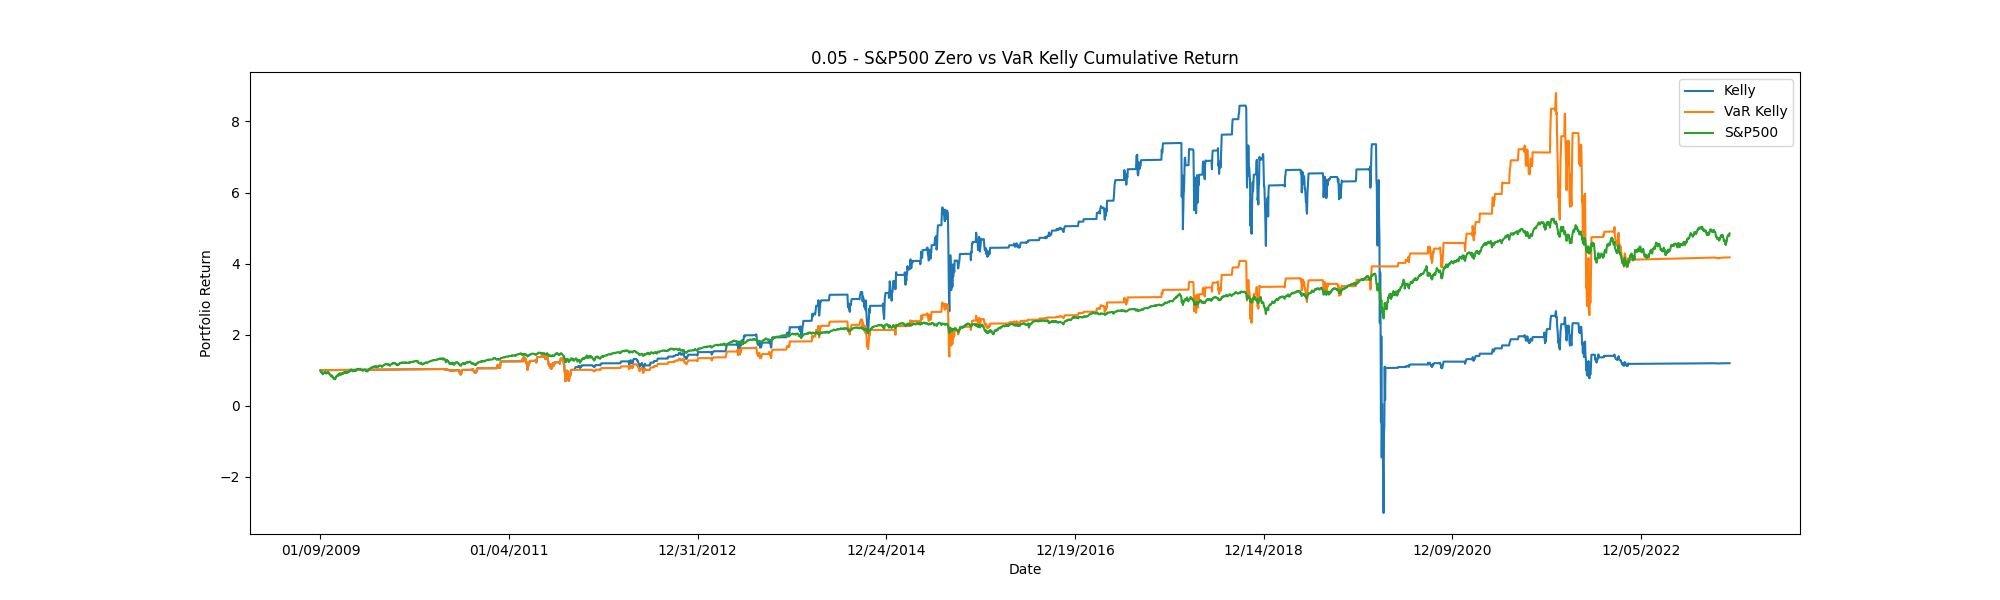 0.05 - S&P500 Zero vs VaR Kelly Cumulative Return
Kelly
VaR Kelly
S&P500
Portfolio Return
8
6
4
2
0
−2
01/09/2009 01/04/2011 12/31/2012 12/24/2014 12/19/2016 12/14/2018 12/09/2020 12/05/2022
Date